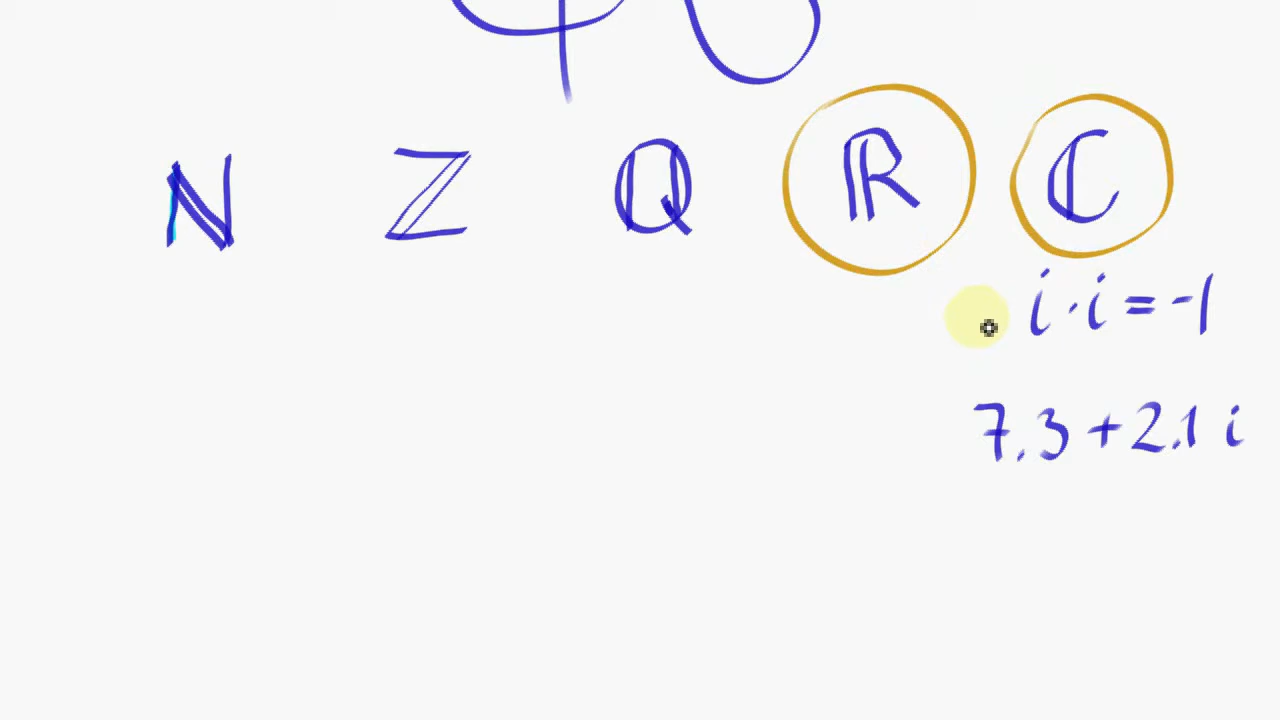 ℕ ℤ ℚ ℝ ℂ
i · i = -1
7.3 + 2.1 i